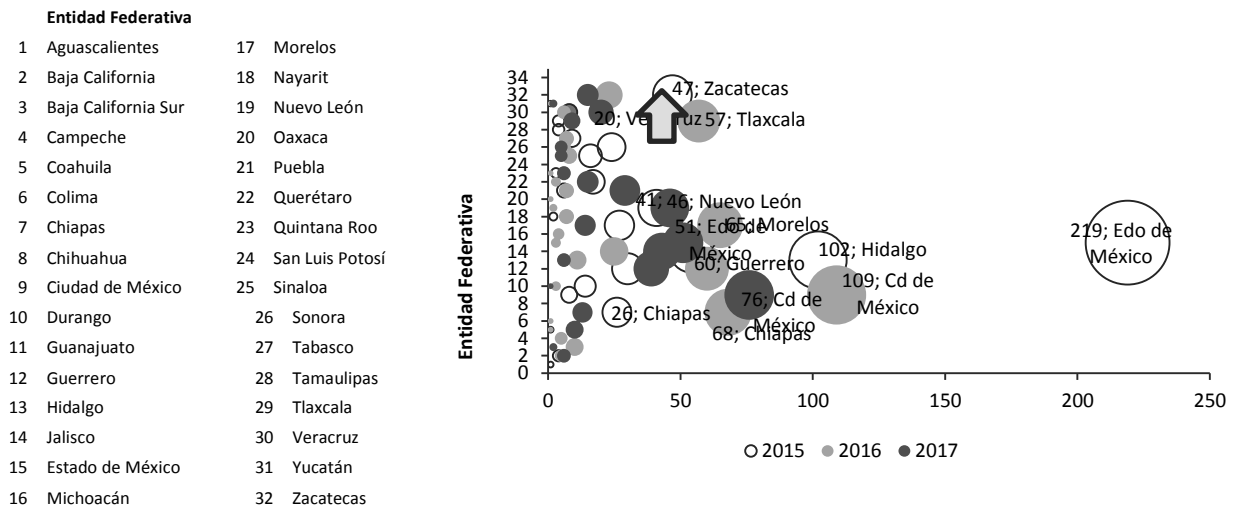 Entidad Federativa
1 Aguascalientes 17 Morelos
2 Baja California 18 Nayarit
3 Baja California Sur 19 Nuevo León
4 Campeche 20 Oaxaca
5 Coahuila 21 Puebla
6 Colima 22 Querétaro
7 Chiapas 23 Quintana Roo
8 Chihuahua 24 San Luis Potosí
9 Ciudad de México 25 Sinaloa
10 Durango 26 Sonora
11 Guanajuato 27 Tabasco
12 Guerrero 28 Tamaulipas
13 Hidalgo 29 Tlaxcala
14 Jalisco 30 Veracruz
15 Estado de México 31 Yucatán
16 Michoacán 32 Zacatecas
Entidad Federativa
34
32
30
28
26
24
22
20
18
16
14
12
10
8
6
4
2
0
47; Zacatecas
57; Tlaxcala
41;
46; Nuevo León
65; Morelos
51; Edo de
México
219; Edo de
México
102; Hidalgo
60; Guerrero
109; Cd de
México
76; Cd de
México
26; Chiapas
68; Chiapas
0 50 100 150 200 250
2015 2016 2017